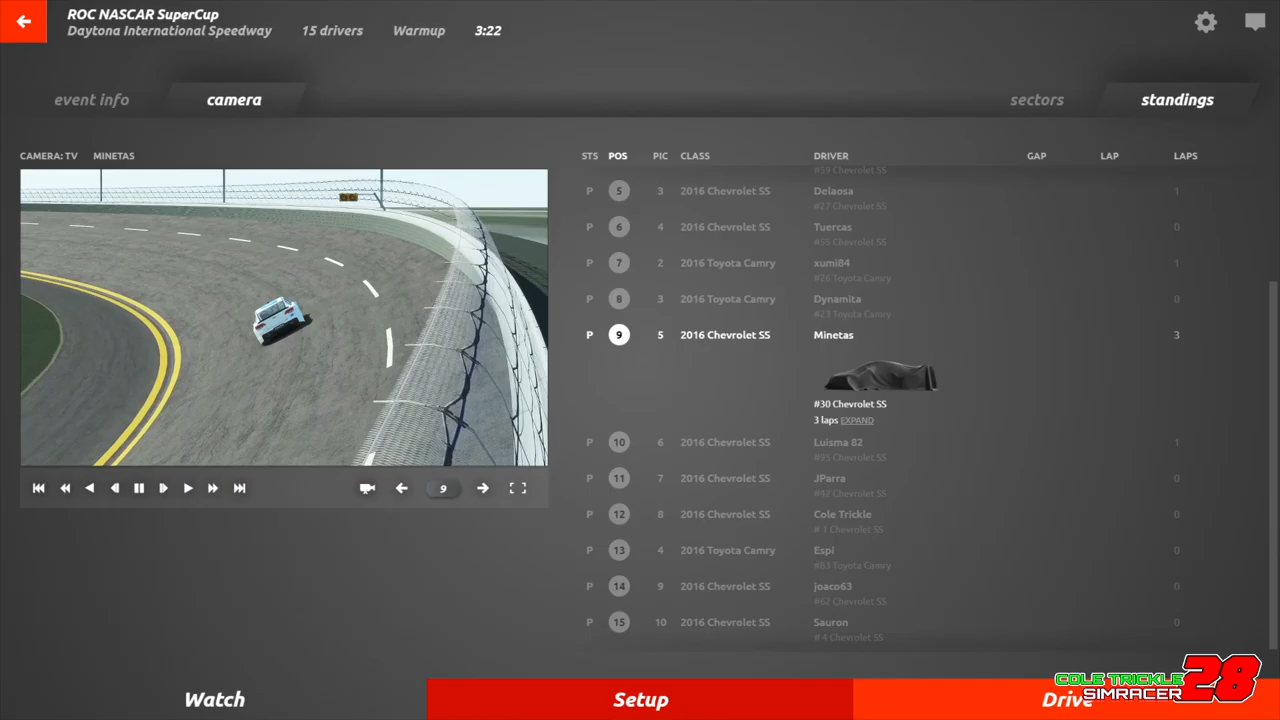 ROC NASCAR SuperCup
Daytona International Speedway 15 drivers Warmup 3:22
event info camera sectors standings
CAMERA: TV MINETAS
STS POS PIC CLASS DRIVER GAP LAP LAPS
#59 Chevrolet SS
P 5 3 2016 Chevrolet SS Delaosa 1
#27 Chevrolet SS
P 6 4 2016 Chevrolet SS Tuercas 0
#55 Chevrolet SS
P 7 2 2016 Toyota Camry xumi84 1
#26 Toyota Camry
P 8 3 2016 Toyota Camry Dynamita 0
#23 Toyota Camry
P 9 5 2016 Chevrolet SS Minetas 3
#30 Chevrolet SS
3 laps EXPAND
P 10 6 2016 Chevrolet SS Luisma 82 1
#95 Chevrolet SS
P 11 7 2016 Chevrolet SS JParra 0
#42 Chevrolet SS
P 12 8 2016 Chevrolet SS Cole Trickle 0
# 1 Chevrolet SS
P 13 4 2016 Toyota Camry Espi 0
#83 Toyota Camry
P 14 9 2016 Chevrolet SS joaco63 0
#62 Chevrolet SS
P 15 10 2016 Chevrolet SS Sauron 0
# 4 Chevrolet SS
9
Watch Setup Drive
COLE TRICKLE 28
SIMRACER